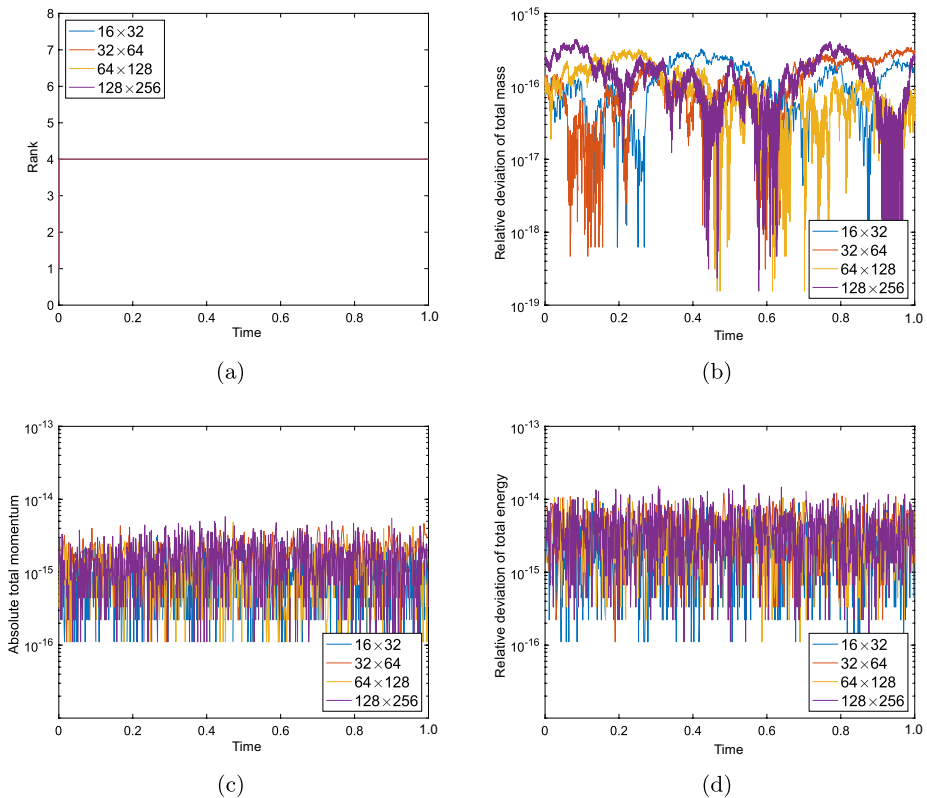 8
7
6
5
4
3
2
1
0
Rank
16×32
32×64
64×128
128×256
0 0.2 0.4 0.6 0.8 1.0
Time
(a)
10-15
10-16
10-17
10-18
10-19
Relative deviation of total mass
16×32
32×64
64×128
128×256
0 0.2 0.4 0.6 0.8 1.0
Time
(b)
10-13
10-14
10-15
10-16
Absolute total momentum
16×32
32×64
64×128
128×256
0 0.2 0.4 0.6 0.8 1.0
Time
(c)
10-13
10-14
10-15
10-16
Relative deviation of total energy
16×32
32×64
64×128
128×256
0 0.2 0.4 0.6 0.8 1.0
Time
(d)